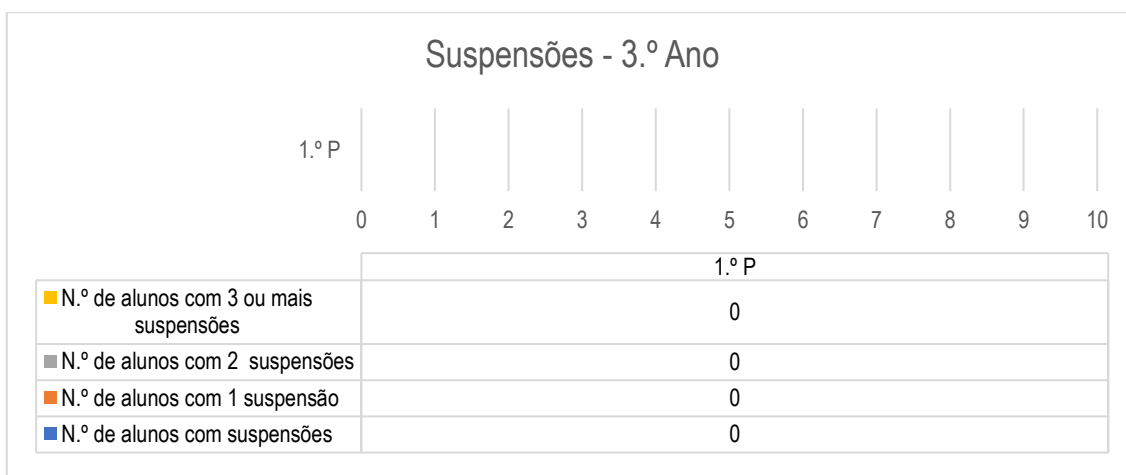 Suspensões - 3.º Ano
1.º P
0 1 2 3 4 5 6 7 8 9 10
1.º P
N.º de alunos com 3 ou mais
suspensões
0
N.º de alunos com 2 suspensões 0
N.º de alunos com 1 suspensão 0
N.º de alunos com suspensões 0